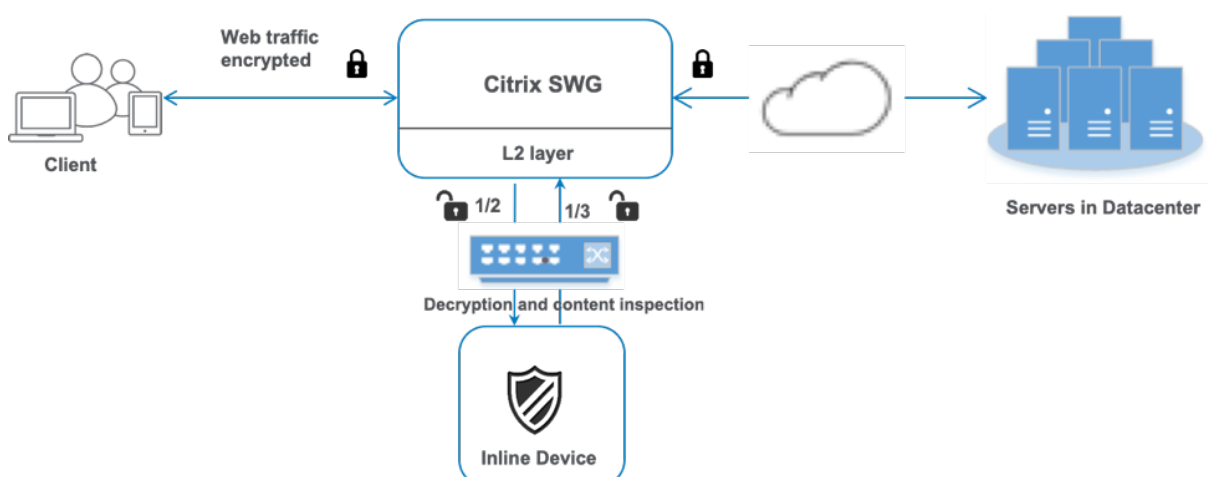 Web traffic
encrypted
Citrix SWG
L2 layer
Client
1/2
1/3
Servers in Datacenter
Decryption and content inspection
Inline Device